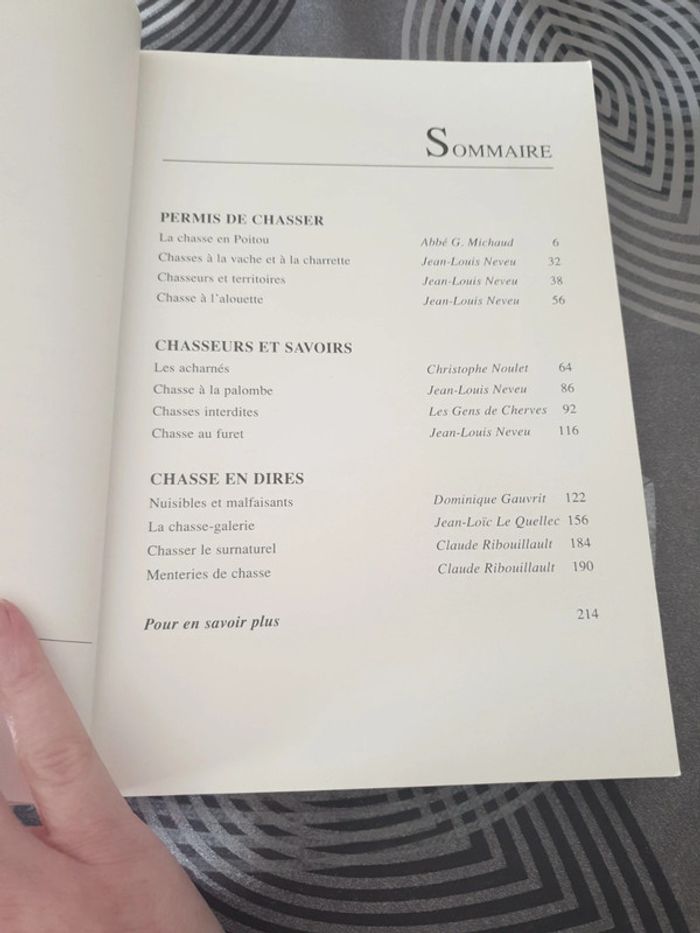 SOMMAIRE
PERMIS DE CHASSER
La chasse en Poitou Abbé G. Michaud 6
Chasses à la vache et à la charrette Jean-Louis Neveu 32
Chasseurs et territoires Jean-Louis Neveu 38
Chasse à l'alouette Jean-Louis Neveu 56
CHASSEURS ET SAVOIRS
Les acharnés Christophe Noulet 64
Chasse à la palombe Jean-Louis Neveu 86
Chasses interdites Les Gens de Cherves 92
Chasse au furet Jean-Louis Neveu 116
CHASSE EN DIRES
Nuisibles et malfaisants Dominique Gauvrit 122
La chasse-galerie Jean-Loïc Le Quellec 156
Chasser le surnaturel Claude Ribouillault 184
Menteries de chasse Claude Ribouillault 190
Pour en savoir plus 214